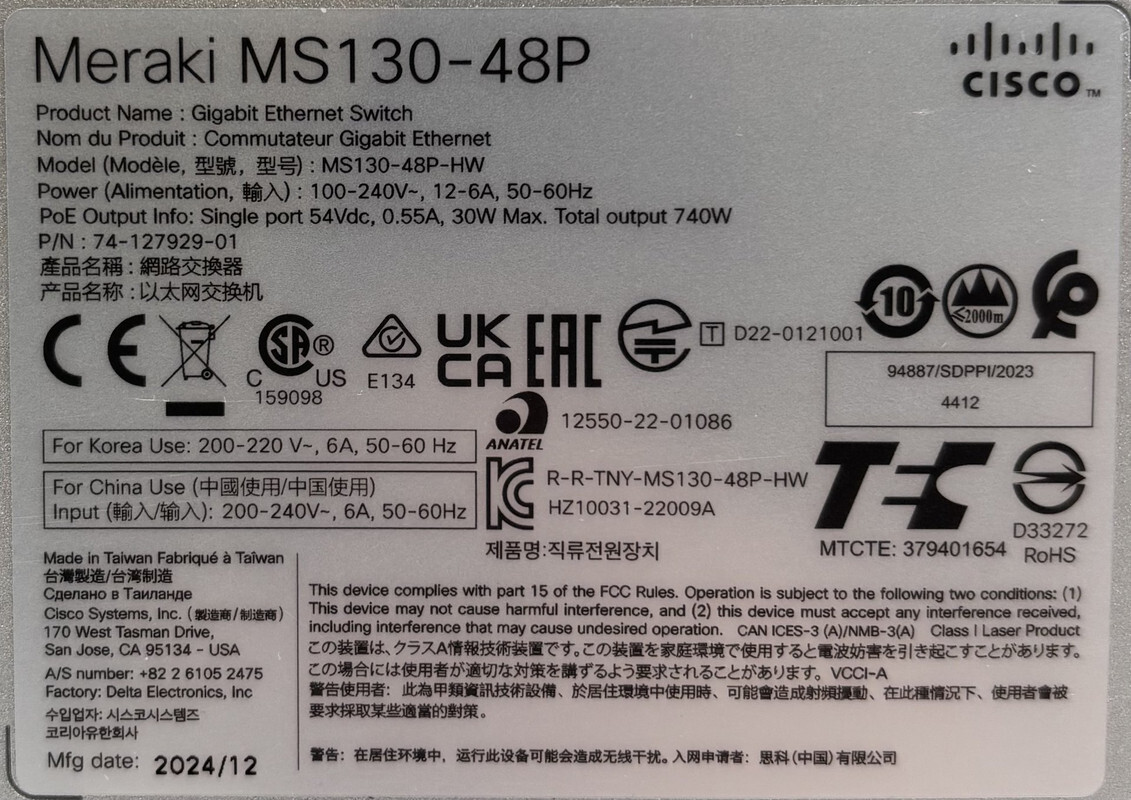 Meraki MS130-48P
CISCO™
Product Name : Gigabit Ethernet Switch
Nom du Produit : Commutateur Gigabit Ethernet
Model (Modèle, 型號, 型号) : MS130-48P-HW
Power (Alimentation, 輸入) : 100-240V~, 12-6A, 50-60Hz
PoE Output Info: Single port 54Vdc, 0.55A, 30W Max. Total output 740W
P/N : 74-127929-01
產品名稱 : 網路交換器
产品名称 : 以太网交换机
10
≤2000m
CE
C SA® US
159098
E134
UK
CA
EAC
T D22-0121001
94887/SDPPI/2023
4412
ANATEL 12550-22-01086
For Korea Use: 200-220 V~, 6A, 50-60 Hz
For China Use (中國使用/中国使用)
Input (輸入/输入): 200-240V~, 6A, 50-60Hz
R-R-TNY-MS130-48P-HW
HZ10031-22009A
제품명:직류전원장치
TEC
MTCTE: 379401654
D33272
RoHS
Made in Taiwan Fabriqué à Taïwan
台灣製造/台湾制造
Сделано в Таиланде
Cisco Systems, Inc. (製造商/制造商)
170 West Tasman Drive,
San Jose, CA 95134 - USA
A/S number: +82 2 6105 2475
Factory: Delta Electronics, Inc
수입업자: 시스코시스템즈
코리아유한회사
Mfg date: 2024/12
This device complies with part 15 of the FCC Rules. Operation is subject to the following two conditions: (1)
This device may not cause harmful interference, and (2) this device must accept any interference received,
including interference that may cause undesired operation. CAN ICES-3 (A)/NMB-3(A) Class I Laser Product
この装置は、クラスA情報技術装置です。この装置を家庭環境で使用すると電波妨害を引き起こすことがあります。
この場合には使用者が適切な対策を講ずるよう要求されることがあります。VCCI-A
警告使用者: 此為甲類資訊技術設備、於居住環境中使用時、可能會造成射頻擾動、在此種情況下、使用者會被
要求採取某些適當的對策。
警告: 在居住环境中，运行此设备可能会造成无线干扰。入网申请者: 思科(中国)有限公司